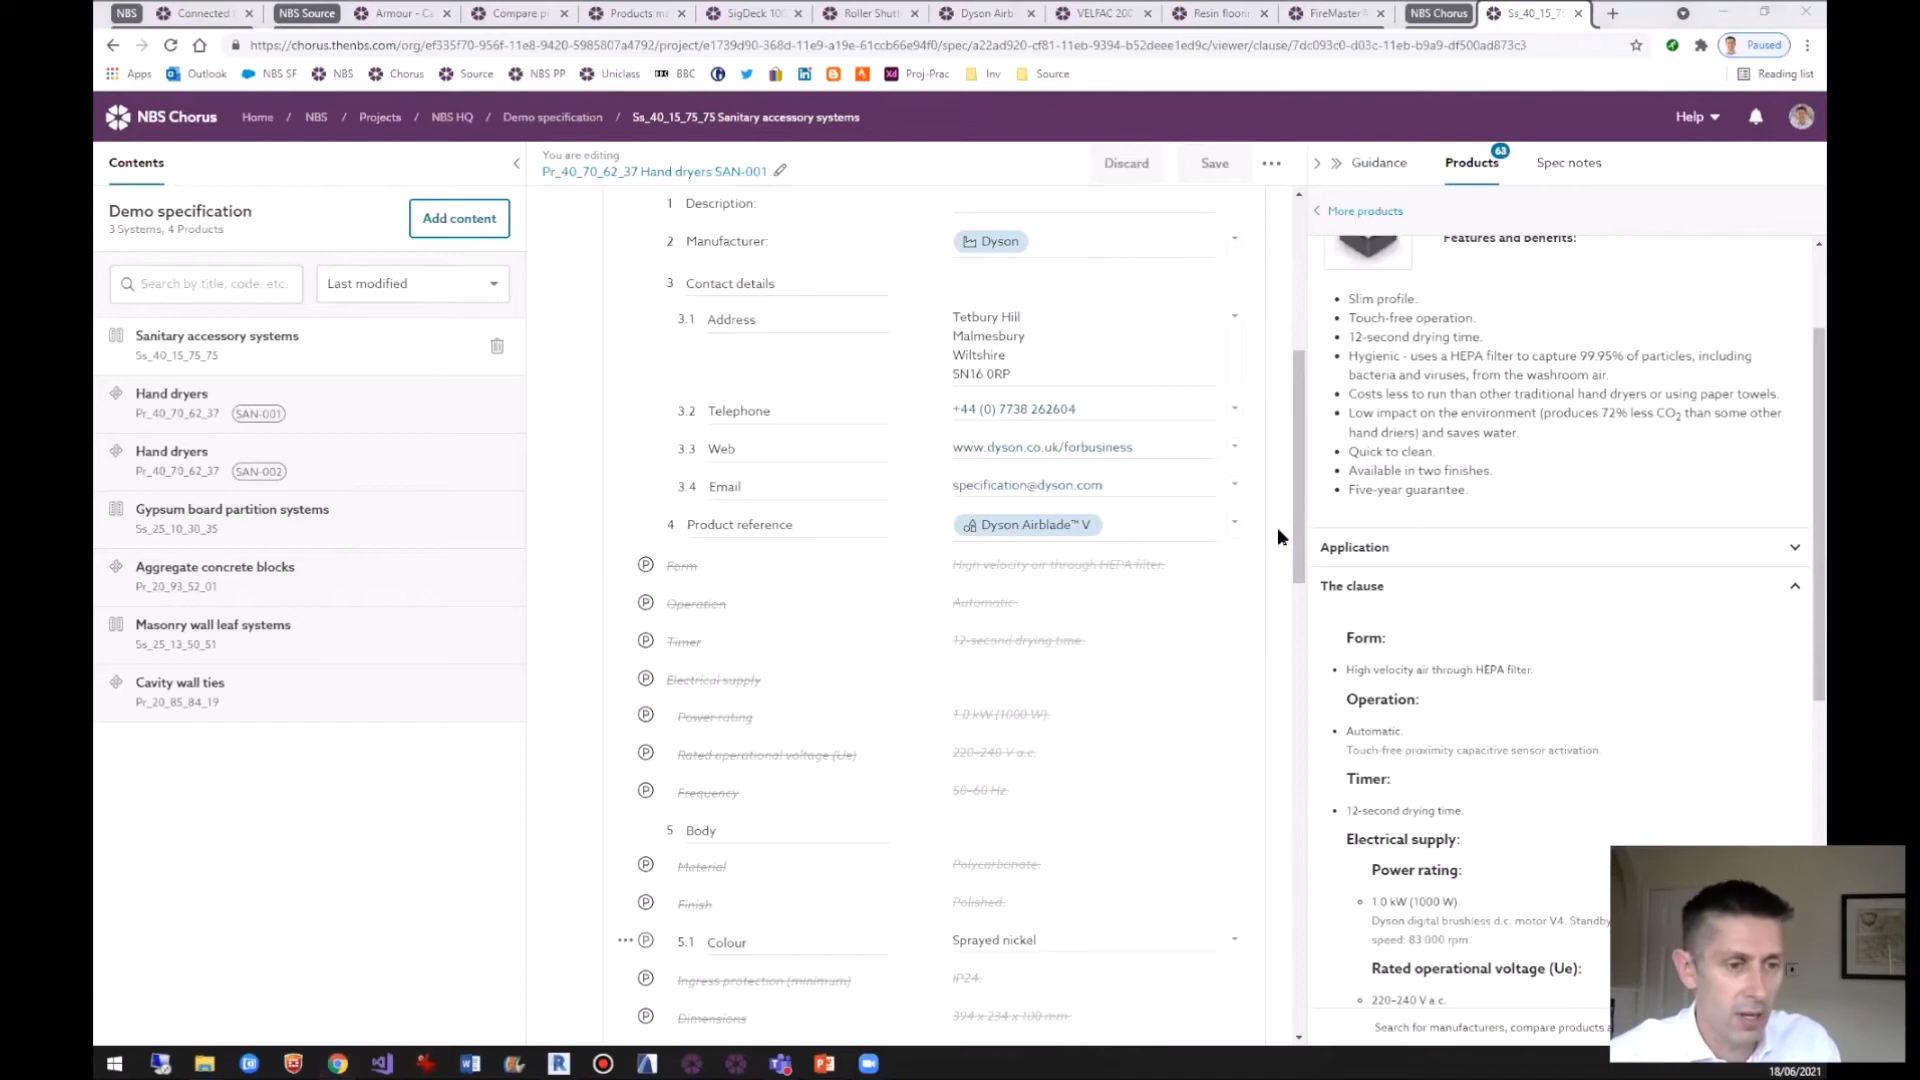 NBS
Connected
NBS Source
Armour - Ca
Compare p
Products ma
SigDeck 100
Roller Shutt
Dyson Airb
VELFAC 200
Resin floori
FireMaster®
NBS Chorus
Ss_40_15_75
https://chorus.thenbs.com/org/ef335f70-956f-11e8-9420-5985807a4792/project/e1739d90-368d-11e9-a19e-61ccb66e94f0/spec/a22ad920-cf81-11eb-9394-b52deee1ed9c/viewer/clause/7dc093c0-d03c-11eb-b9a9-df500ad873c3
Paused
Apps
Outlook
NBS SF
NBS
Chorus
Source
NBS PP
Uniclass
BBC
Proj-Prac
Inv
Source
Reading list
NBS Chorus
Home / NBS / Projects / NBS HQ / Demo specification / Ss_40_15_75_75 Sanitary accessory systems
Help
Contents
Demo specification
3 Systems, 4 Products
Add content
Search by title, code, etc.
Last modified
Sanitary accessory systems
Ss_40_15_75_75
Hand dryers
Pr_40_70_62_37 SAN-001
Hand dryers
Pr_40_70_62_37 SAN-002
Gypsum board partition systems
Ss_25_10_30_35
Aggregate concrete blocks
Pr_20_93_52_01
Masonry wall leaf systems
Ss_25_13_50_51
Cavity wall ties
Pr_20_85_84_19
You are editing
Pr_40_70_62_37 Hand dryers SAN-001
Discard
Save
1 Description:
2 Manufacturer: Dyson
3 Contact details
3.1 Address Tetbury Hill
Malmesbury
Wiltshire
SN16 0RP
3.2 Telephone +44 (0) 7738 262604
3.3 Web www.dyson.co.uk/forbusiness
3.4 Email specification@dyson.com
4 Product reference Dyson Airblade™ V
P Form High velocity air through HEPA filter.
P Operation Automatic.
P Timer 12-second drying time.
P Electrical supply
P Power rating 1.0 kW (1000 W).
P Rated operational voltage (Ue) 220–240 V a.c.
P Frequency 50–60 Hz.
5 Body
P Material Polycarbonate.
P Finish Polished.
P 5.1 Colour Sprayed nickel
P Ingress protection (minimum) IP24.
P Dimensions 394 x 234 x 100 mm.
Guidance
Products
63
Spec notes
More products
Features and benefits:
• Slim profile.
• Touch-free operation.
• 12-second drying time.
• Hygienic - uses a HEPA filter to capture 99.95% of particles, including
bacteria and viruses, from the washroom air.
• Costs less to run than other traditional hand dryers or using paper towels.
• Low impact on the environment (produces 72% less CO2 than some other
hand driers) and saves water.
• Quick to clean.
• Available in two finishes.
• Five-year guarantee.
Application
The clause
Form:
• High velocity air through HEPA filter.
Operation:
• Automatic.
Touch-free proximity capacitive sensor activation.
Timer:
• 12-second drying time.
Electrical supply:
Power rating:
1.0 kW (1000 W).
Dyson digital brushless d.c. motor V4. Standby
speed: 83 000 rpm.
Rated operational voltage (Ue):
220–240 V a.c.
Search for manufacturers, compare products a
18/06/2021